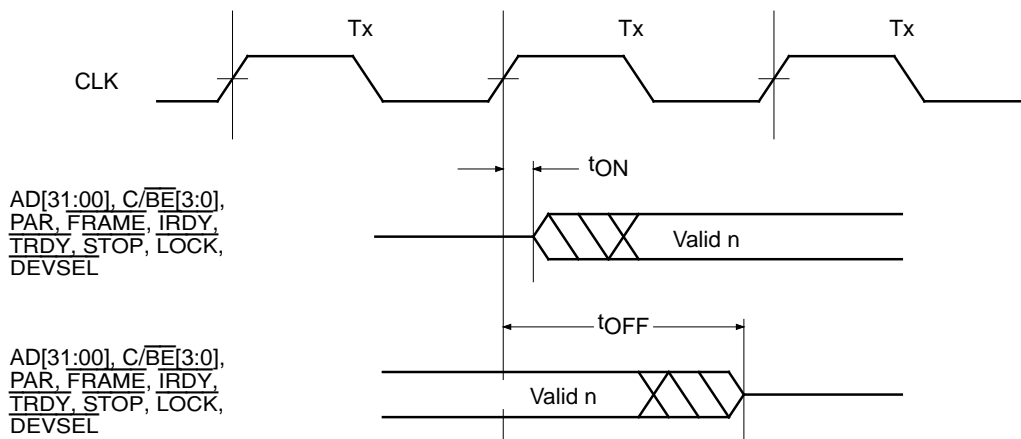 Tx Tx Tx
CLK
tON
AD[31:00], C/BE[3:0],
PAR, FRAME, IRDY,
TRDY, STOP, LOCK,
DEVSEL
Valid n
tOFF
AD[31:00], C/BE[3:0],
PAR, FRAME, IRDY,
TRDY, STOP, LOCK,
DEVSEL
Valid n